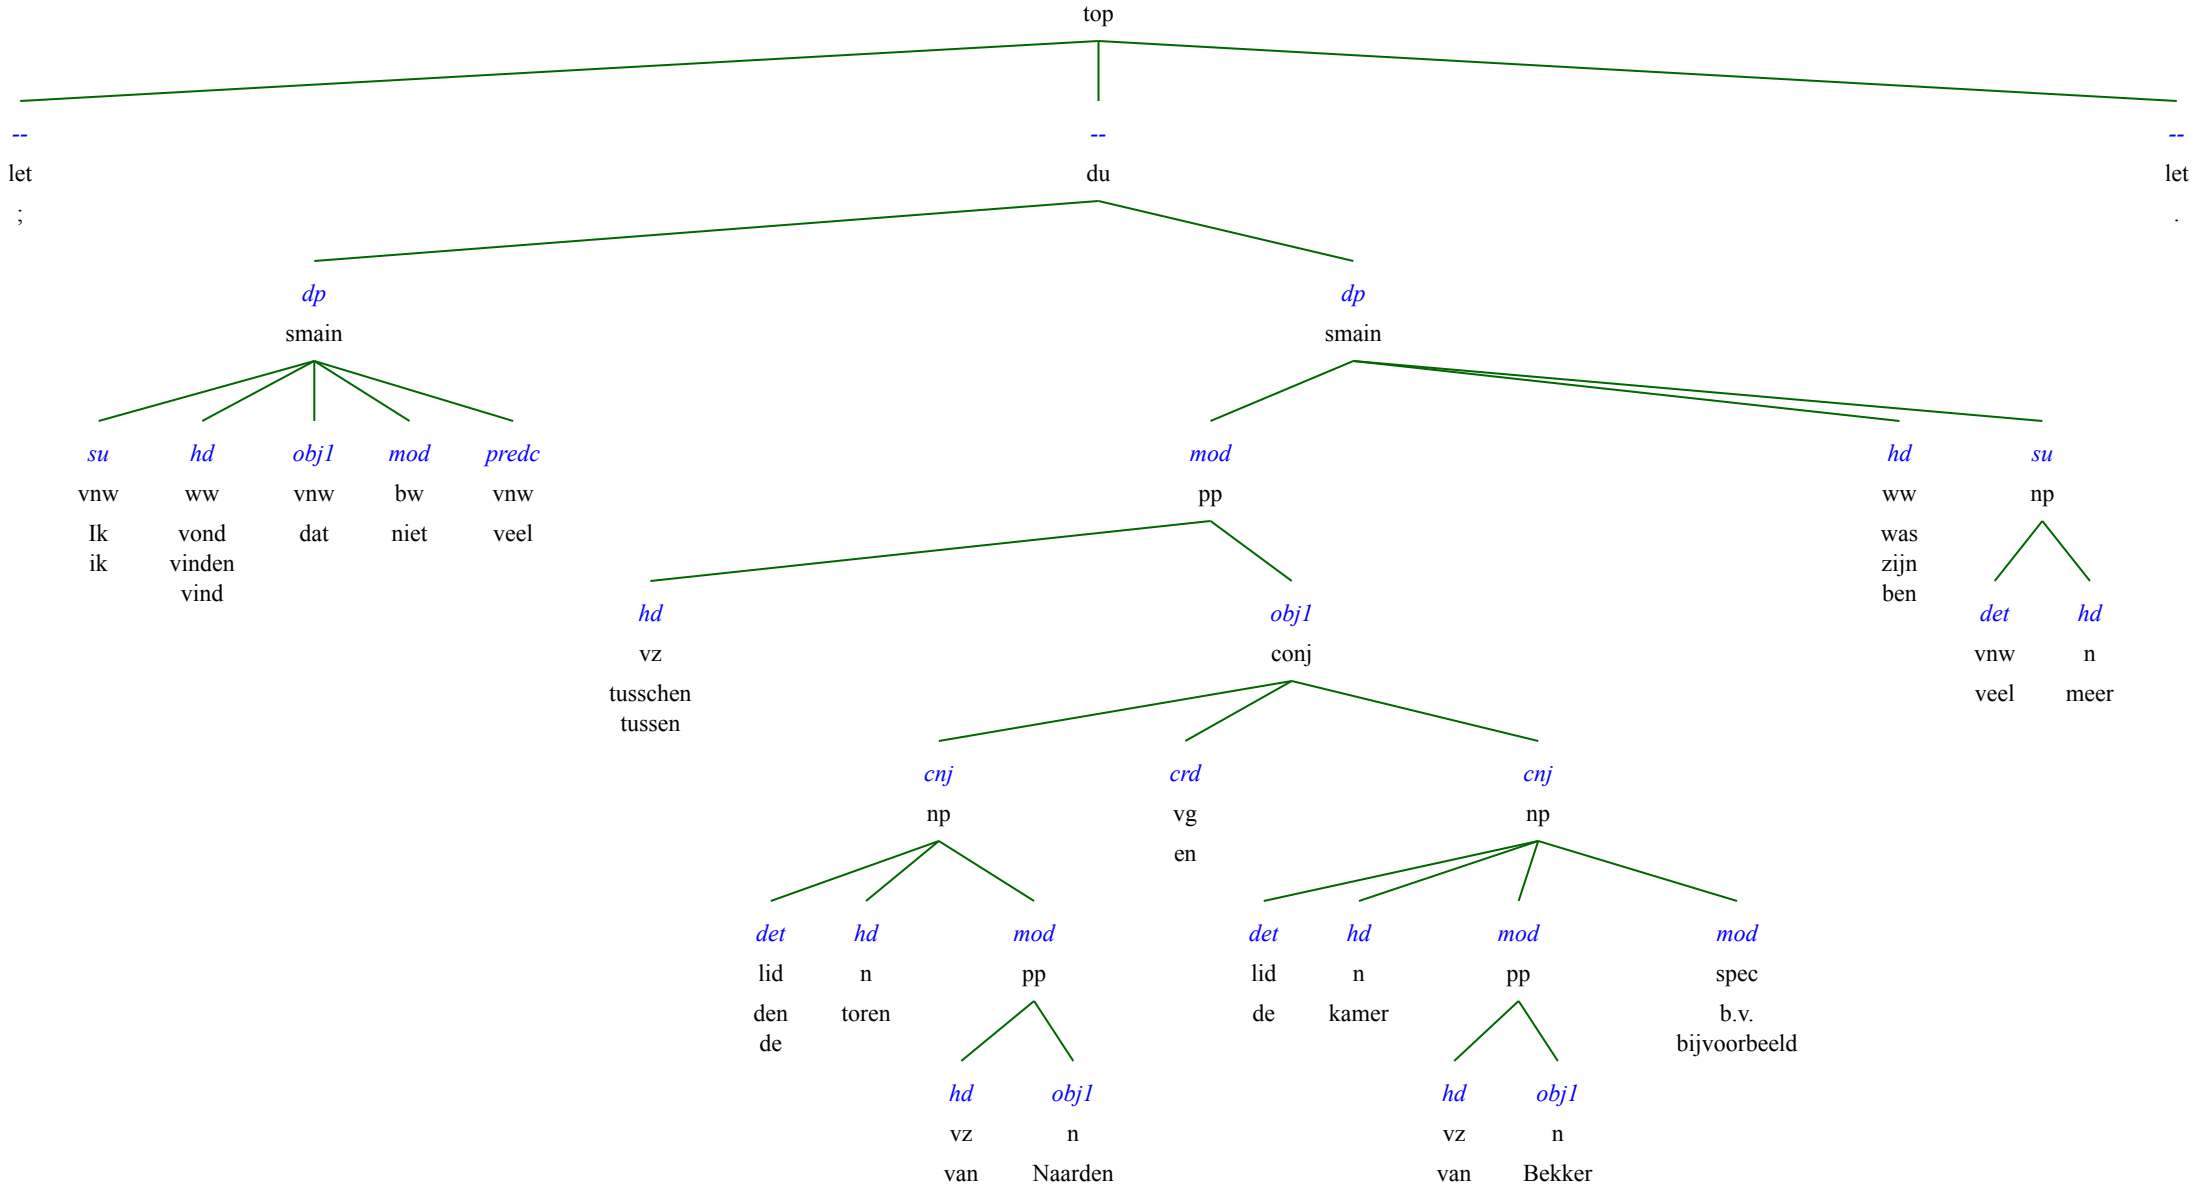 top
-- -- --
let du let
; .
dp dp
smain smain
su hd obj1 mod predc mod hd su
vnw ww vnw bw vnw pp ww np
Ik vond dat niet veel was
ik vinden zijn
vind ben
hd obj1 det hd
vz conj vnw n
tusschen veel meer
tussen
cnj crd cnj
np vg np
en
det hd mod det hd mod mod
lid n pp lid n pp spec
den toren de kamer b.v.
de bijvoorbeeld
hd obj1 hd obj1
vz n vz n
van Naarden van Bekker